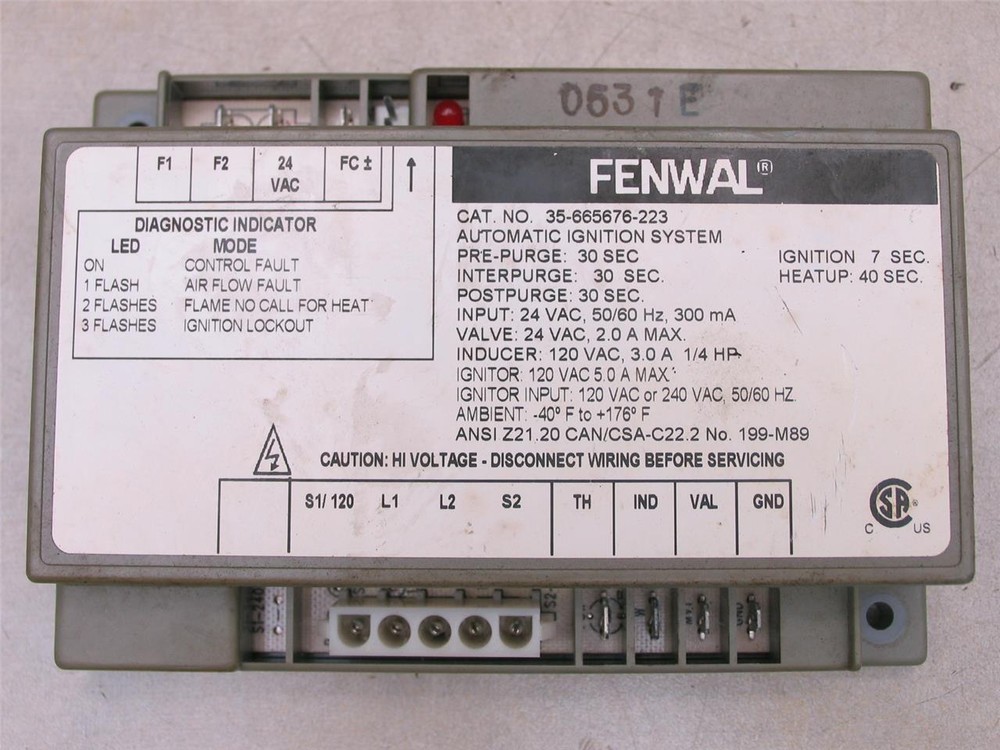 0631E
F1 F2 24 VAC FC ±
DIAGNOSTIC INDICATOR
LED MODE
ON CONTROL FAULT
1 FLASH AIR FLOW FAULT
2 FLASHES FLAME NO CALL FOR HEAT
3 FLASHES IGNITION LOCKOUT
FENWAL®
CAT. NO. 35-665676-223
AUTOMATIC IGNITION SYSTEM
PRE-PURGE: 30 SEC IGNITION 7 SEC.
INTERPURGE: 30 SEC. HEATUP: 40 SEC.
POSTPURGE: 30 SEC.
INPUT: 24 VAC, 50/60 Hz, 300 mA
VALVE: 24 VAC, 2.0 A MAX.
INDUCER: 120 VAC, 3.0 A 1/4 HP
IGNITOR: 120 VAC 5.0 A MAX.
IGNITOR INPUT: 120 VAC or 240 VAC, 50/60 HZ.
AMBIENT: -40° F to +176° F
ANSI Z21.20 CAN/CSA-C22.2 No. 199-M89
CAUTION: HI VOLTAGE - DISCONNECT WIRING BEFORE SERVICING
S1/ 120 L1 L2 S2 TH IND VAL GND
C SA ® US
S1-240
GND